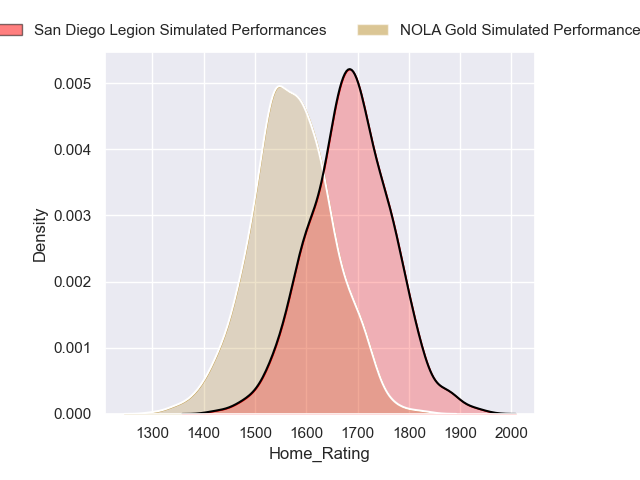 San Diego Legion Simulated Performances NOLA Gold Simulated Performance
0.005
0.004
0.003
0.002
0.001
0.000
Density
1300 1400 1500 1600 1700 1800 1900 2000
Home_Rating